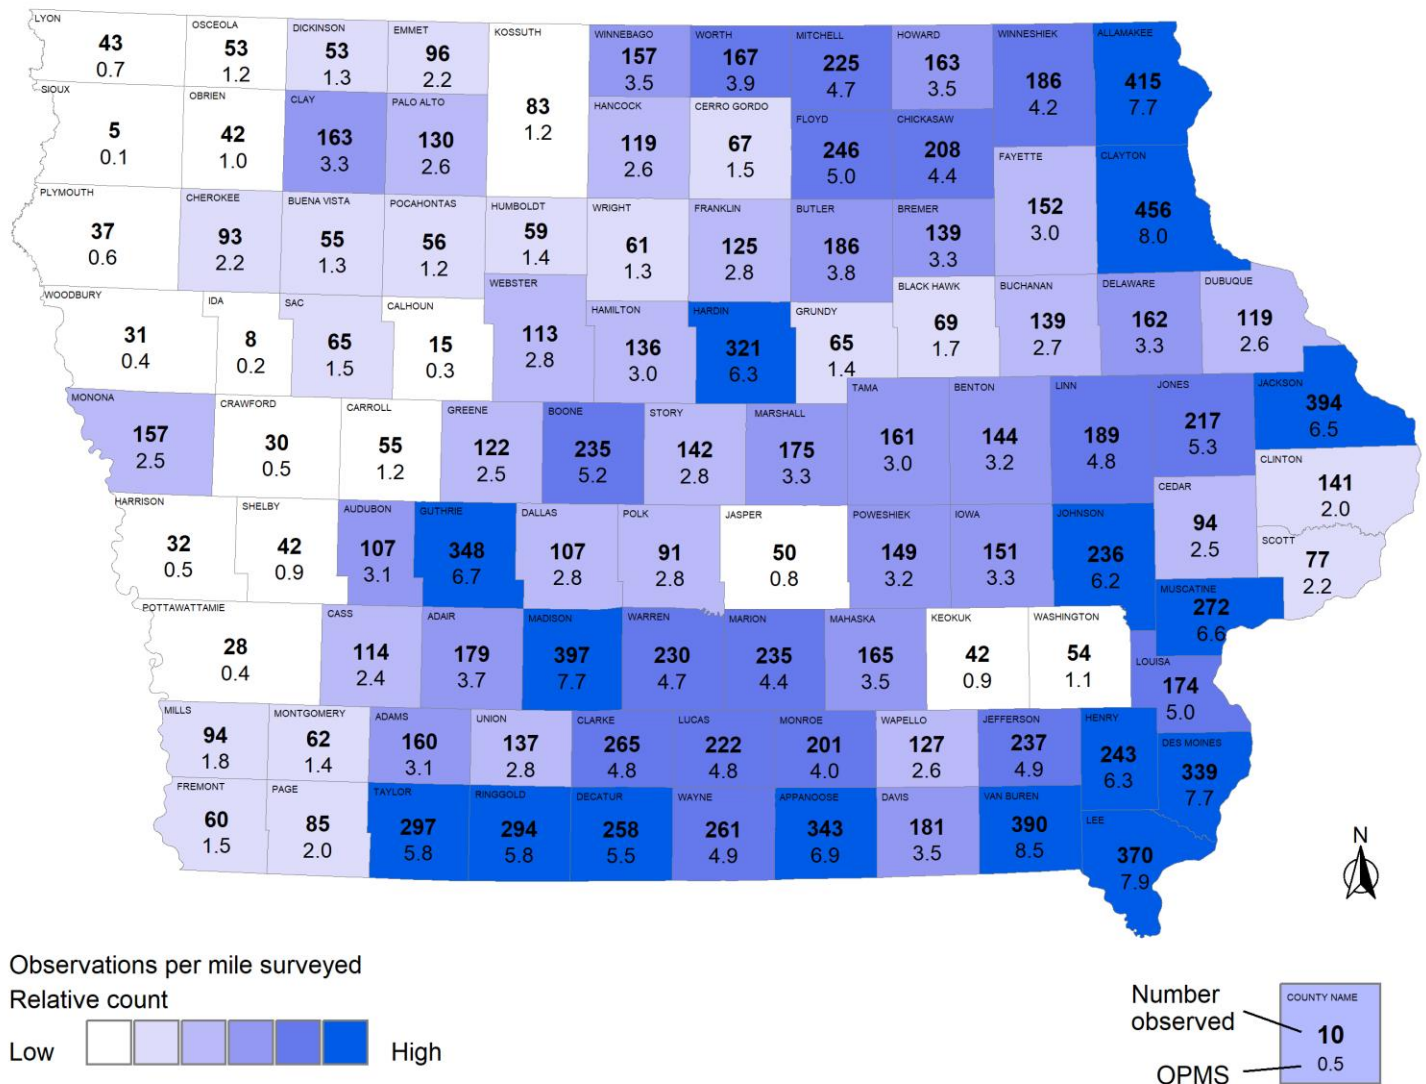 LYON
43
0.7
OSCEOLA
53
1.2
DICKINSON
53
1.3
EMMET
96
2.2
KOSSUTH
83
1.2
WINNEBAGO
157
3.5
WORTH
167
3.9
MITCHELL
225
4.7
HOWARD
163
3.5
WINNESHIEK
186
4.2
ALLAMAKEE
415
7.7
SIOUX
5
0.1
OBRIEN
42
1.0
CLAY
163
3.3
PALO ALTO
130
2.6
HANCOCK
119
2.6
CERRO GORDO
67
1.5
FLOYD
246
5.0
CHICKASAW
208
4.4
FAYETTE
152
3.0
CLAYTON
456
8.0
PLYMOUTH
37
0.6
CHEROKEE
93
2.2
BUENA VISTA
55
1.3
POCAHONTAS
56
1.2
HUMBOLDT
59
1.4
WRIGHT
61
1.3
FRANKLIN
125
2.8
BUTLER
186
3.8
BREMER
139
3.3
WOODBURY
31
0.4
IDA
8
0.2
SAC
65
1.5
CALHOUN
15
0.3
WEBSTER
113
2.8
HAMILTON
136
3.0
HARDIN
321
6.3
GRUNDY
65
1.4
BLACK HAWK
69
1.7
BUCHANAN
139
2.7
DELAWARE
162
3.3
DUBUQUE
119
2.6
MONONA
157
2.5
CRAWFORD
30
0.5
CARROLL
55
1.2
GREENE
122
2.5
BOONE
235
5.2
STORY
142
2.8
MARSHALL
175
3.3
TAMA
161
3.0
BENTON
144
3.2
LINN
189
4.8
JONES
217
5.3
JACKSON
394
6.5
CLINTON
141
2.0
HARRISON
32
0.5
SHELBY
42
0.9
AUDUBON
107
3.1
GUTHRIE
348
6.7
DALLAS
107
2.8
POLK
91
2.8
JASPER
50
0.8
POWESHIEK
149
3.2
IOWA
151
3.3
JOHNSON
236
6.2
CEDAR
94
2.5
SCOTT
77
2.2
MUSCATINE
272
6.6
POTTAWATTAMIE
28
0.4
CASS
114
2.4
ADAIR
179
3.7
MADISON
397
7.7
WARREN
230
4.7
MARION
235
4.4
MAHASKA
165
3.5
KEOKUK
42
0.9
WASHINGTON
54
1.1
LOUISA
174
5.0
MILLS
94
1.8
MONTGOMERY
62
1.4
ADAMS
160
3.1
UNION
137
2.8
CLARKE
265
4.8
LUCAS
222
4.8
MONROE
201
4.0
WAPELLO
127
2.6
JEFFERSON
237
4.9
HENRY
243
6.3
DES MOINES
339
7.7
FREMONT
60
1.5
PAGE
85
2.0
TAYLOR
297
5.8
RINGGOLD
294
5.8
DECATUR
258
5.5
WAYNE
261
4.9
APPANOOSE
343
6.9
DAVIS
181
3.5
VAN BUREN
390
8.5
LEE
370
7.9
N
Observations per mile surveyed
Relative count
Low
High
Number
observed
OPMS
COUNTY NAME
10
0.5